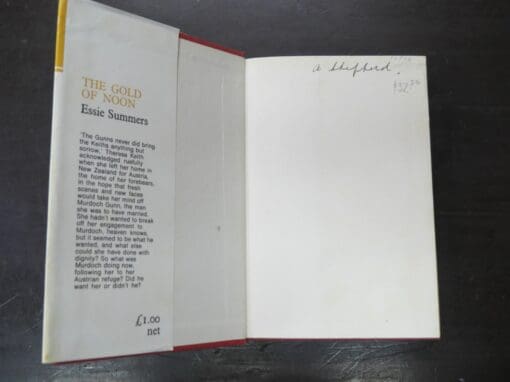 THE GOLD
OF NOON
Essie Summers
'The Gunns never did bring
the Keiths anything but
sorrow,' Therese Keith
acknowledged ruefully
when she left her home in
New Zealand for Austria,
the home of her forebears,
in the hope that fresh
scenes and new faces
would take her mind off
Murdoch Gunn, the man
she was to have married.
She hadn't wanted to break
off her engagement to
Murdoch, heaven knows,
but it seemed to be what he
wanted, and what else
could she have done with
dignity? So what was
Murdoch doing now,
following her to her
Austrian refuge? Did he
want her or didn't he?
£1.00
net
A Shepherd.